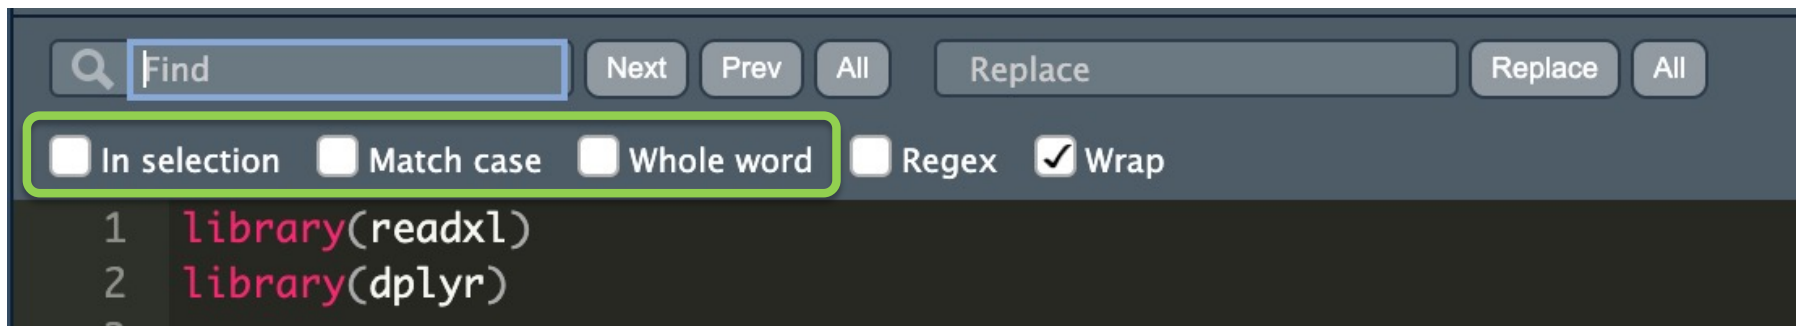 Find Next Prev All Replace Replace All
In selection Match case Whole word Regex Wrap
1 library(readxl)
2 library(dplyr)